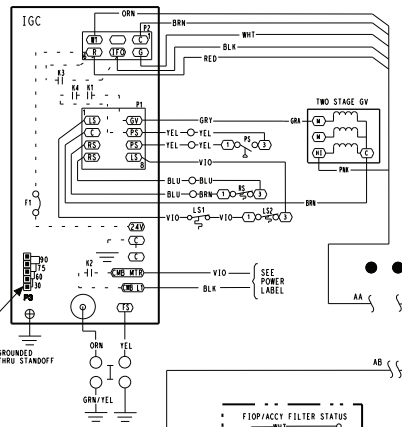 IGC
ORN
BRN
WHT
BLK
RED
P2
W1
C
R
IFO
G
K3
K4 K1
P1
LS
C
RS
RS
GV
PS
PS
LS
8
GRY
YEL YEL
YEL YEL
VIO
BLU BLU
BLU BRN
VIO LS1 VIO
PS
1 3
RS
1 3
LS2
1 3
BRN
TWO STAGE GV
GRA
M
M
HI
C
PNK
F1
24V
C
C
K2
CMB MTR
CMB L1
VIO
BLK
SEE
POWER
LABEL
90
75
60
30
P3
FS
GROUNDED
THRU STANDOFF
ORN YEL
I
GRN/YEL
AA
AB
FIOP/ACCY FILTER STATUS
WHT